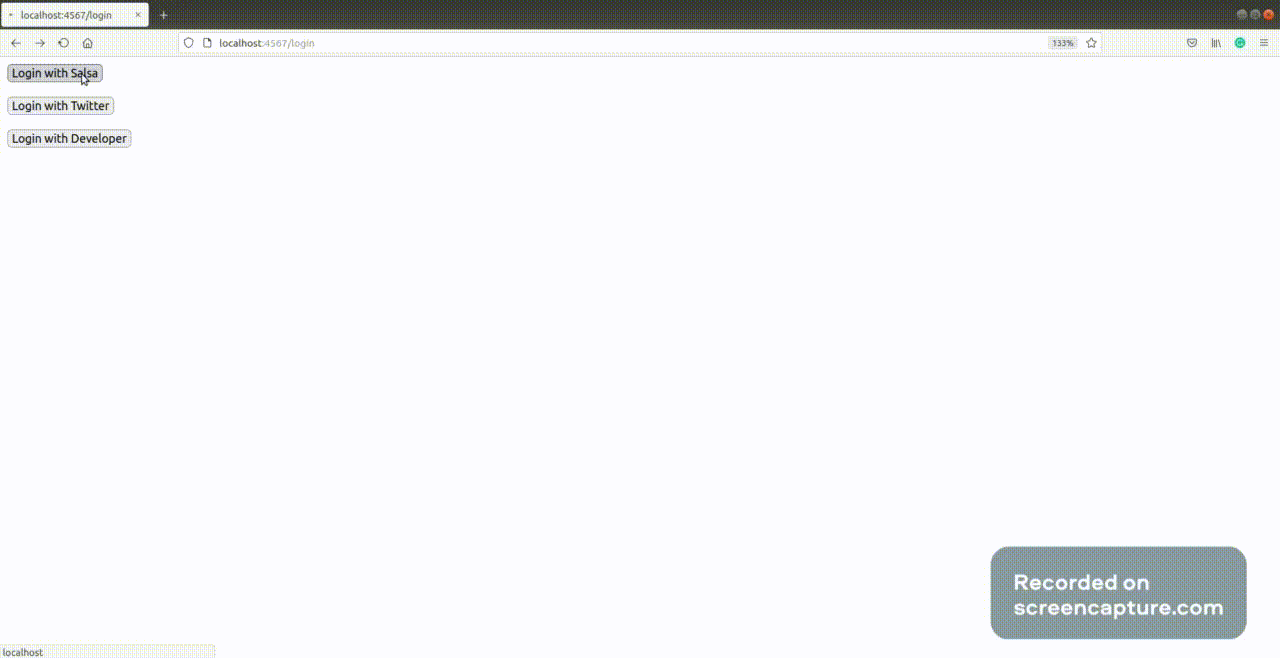 localhost:4567/login
localhost:4567/login
133%
Login with Salsa
Login with Twitter
Login with Developer
Recorded on
screencapture.com
localhost